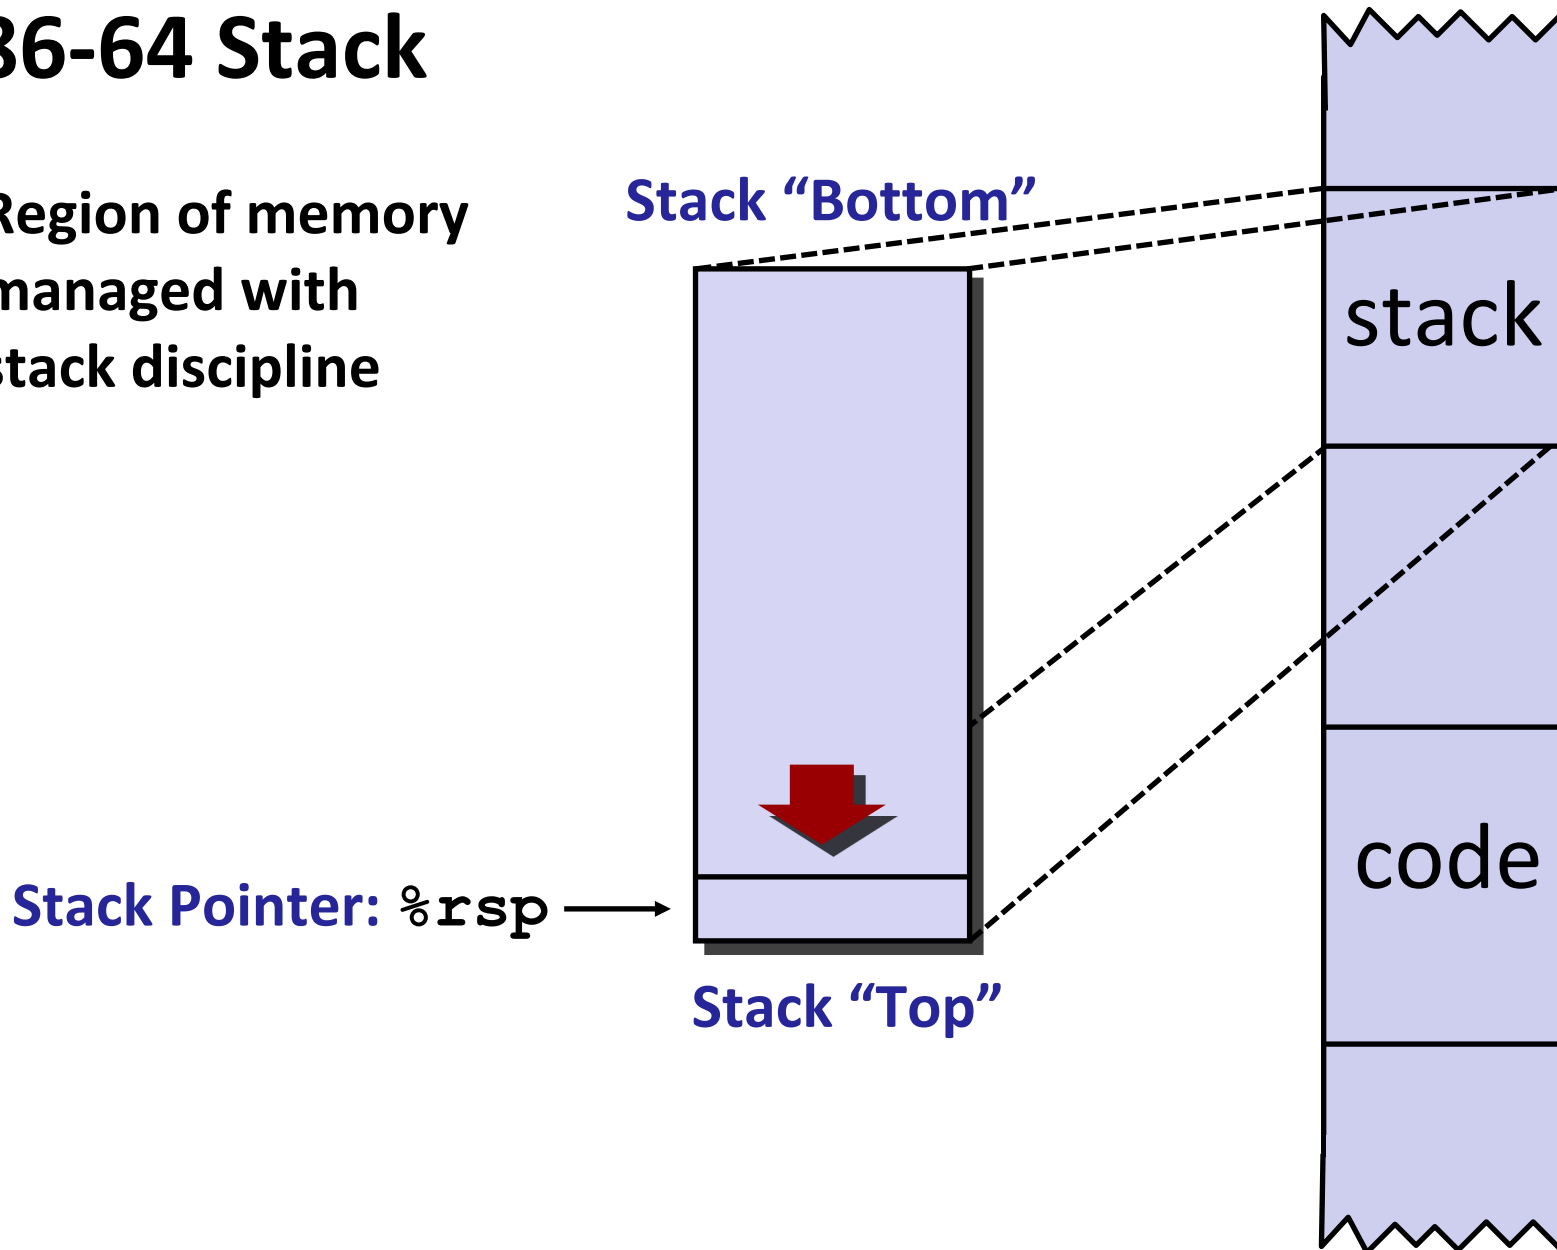 86-64 Stack
Region of memory
managed with
stack discipline
Stack “Bottom”
stack
code
Stack Pointer: %rsp
Stack “Top”